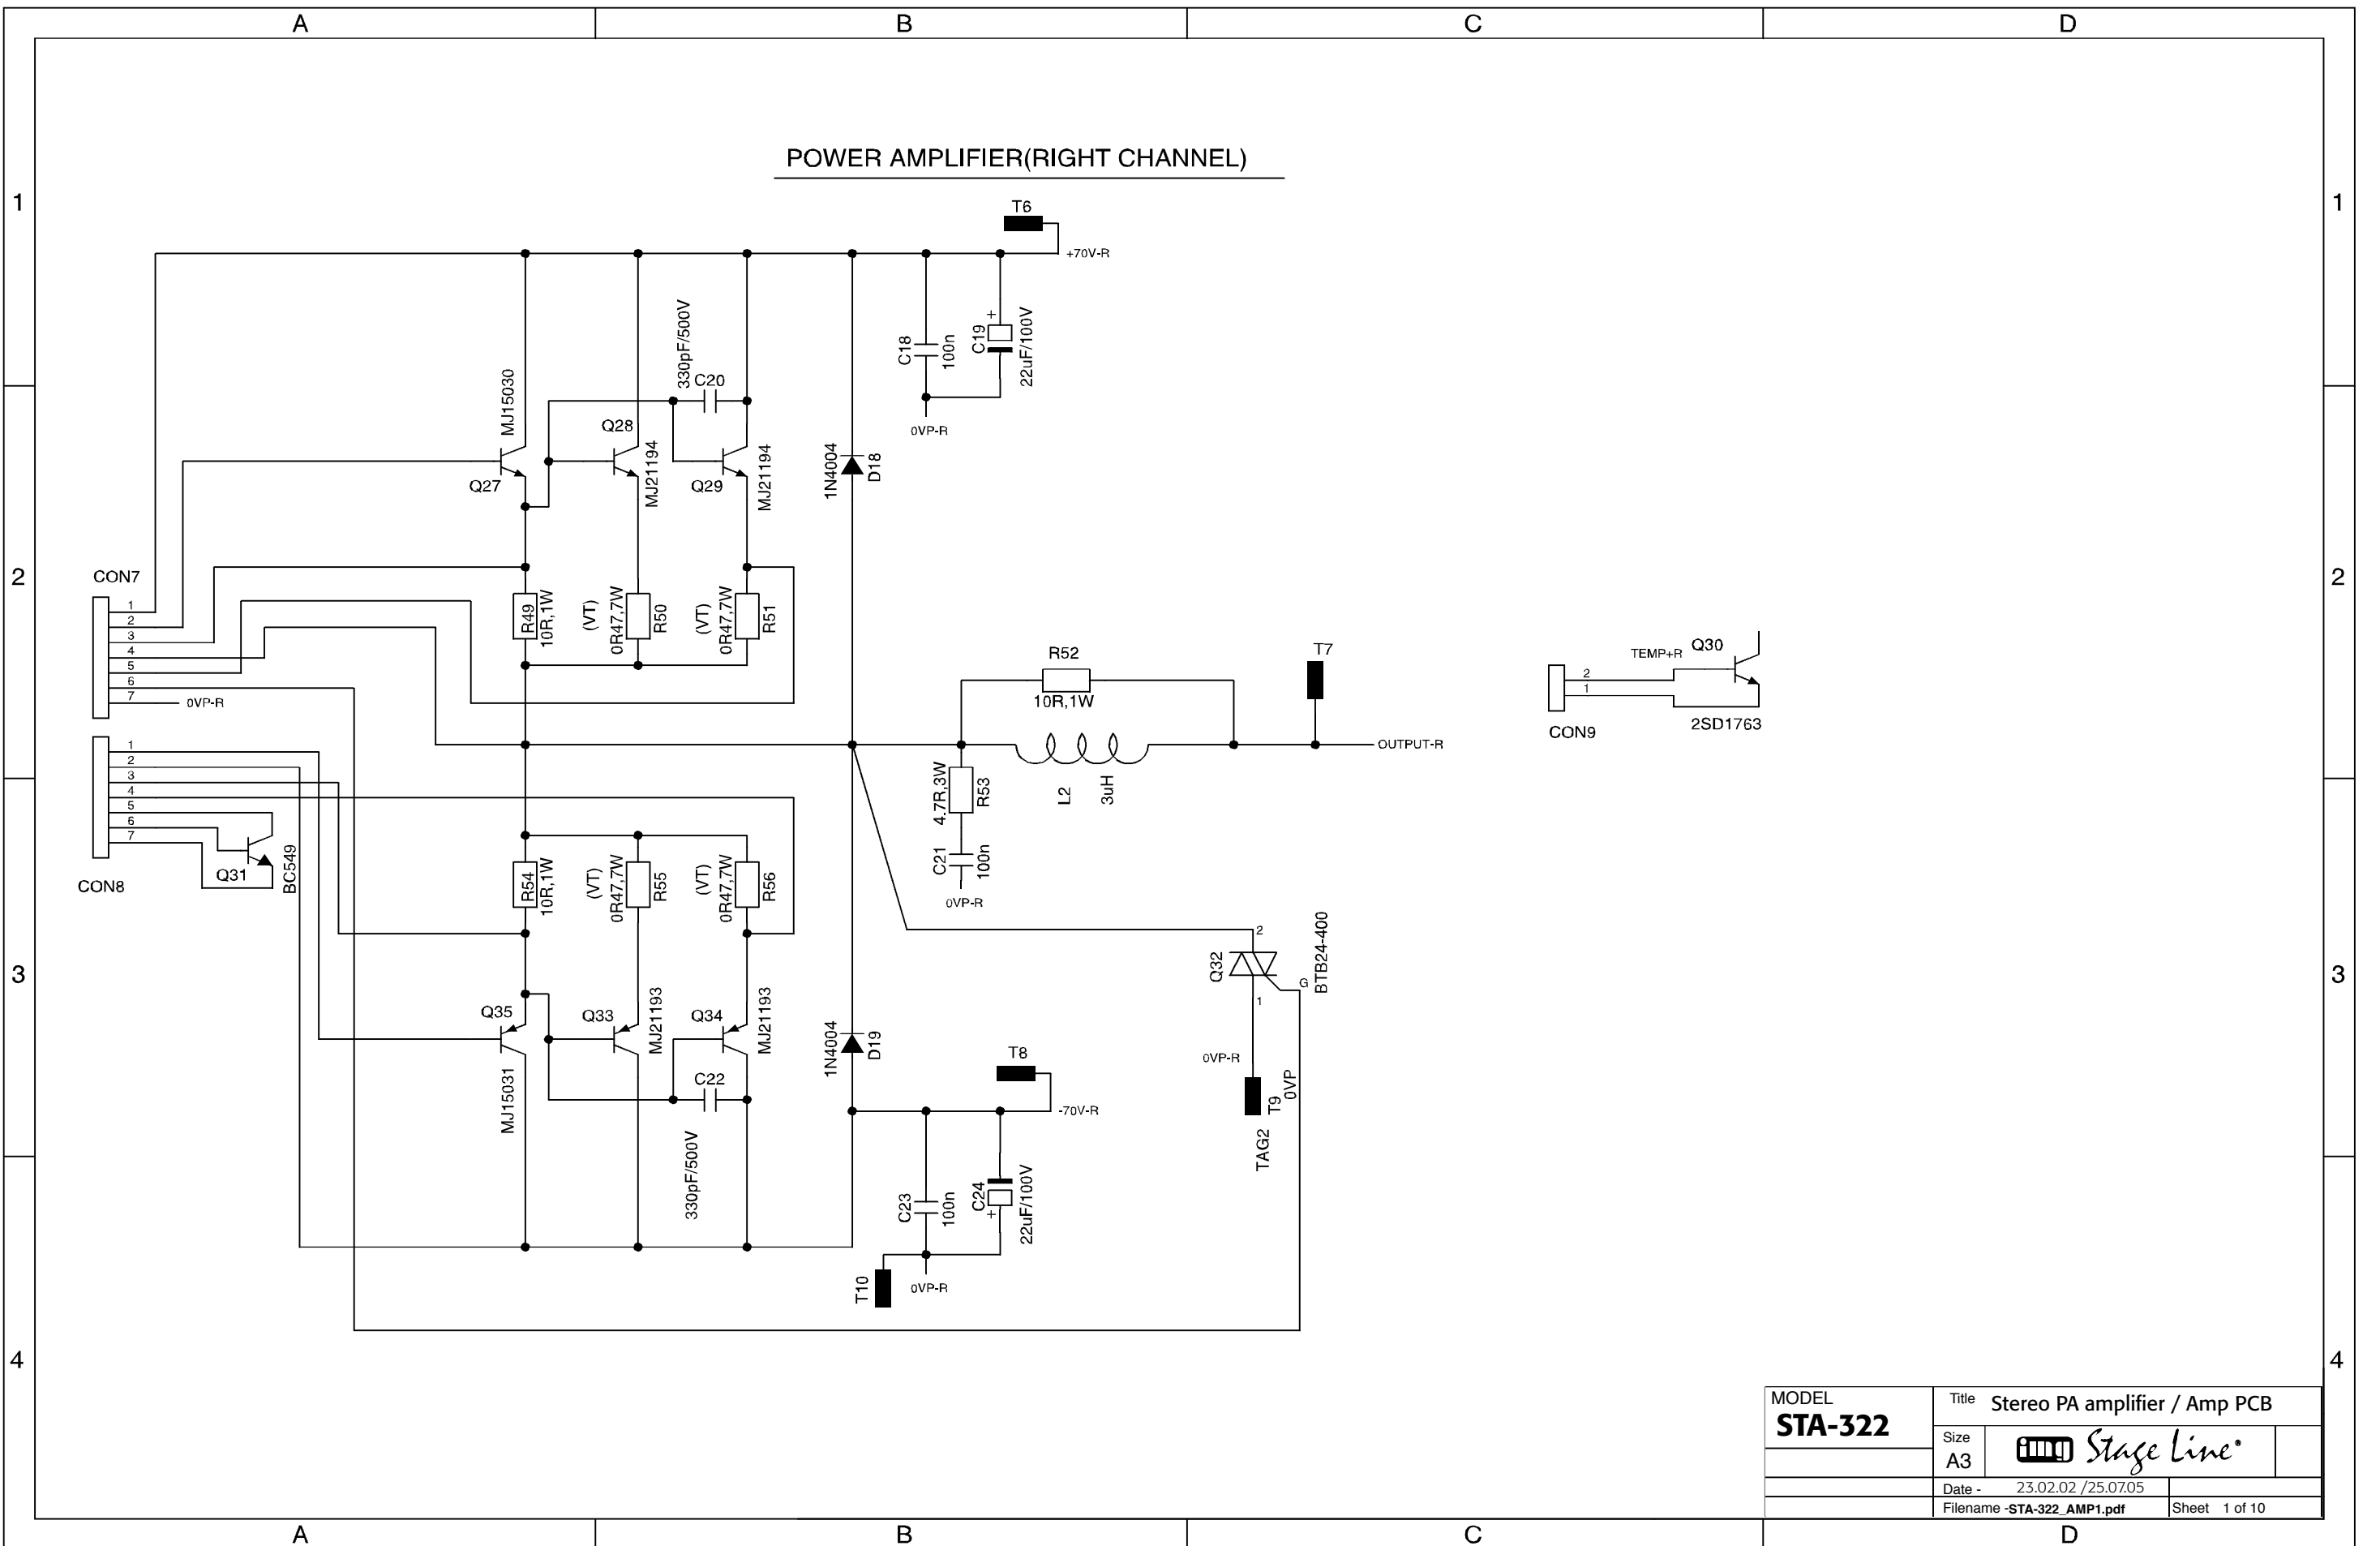 A
B
C
D
POWER AMPLIFIER(RIGHT CHANNEL)
1
1
T6
+70V-R
330pF/500V
C20
C18
100n
+
C19
22uF/100V
0VP-R
MJ15030
Q28
Q27
MJ21194
Q29
MJ21194
1N4004
D18
2
2
CON7
1
2
3
4
5
6
7
0VP-R
R49
10R,1W
(VT)
0R47,7W
R50
(VT)
0R47,7W
R51
R52
10R,1W
T7
OUTPUT-R
L2
3uH
TEMP+R
Q30
2
1
CON9
2SD1763
1
2
3
4
5
6
7
CON8
Q31
BC549
4.7R,3W
R53
C21
100n
0VP-R
R54
10R,1W
(VT)
0R47,7W
R55
(VT)
0R47,7W
R56
3
3
2
Q32
G
1
BTB24-400
Q35
Q33
MJ21193
Q34
MJ21193
MJ15031
C22
330pF/500V
1N4004
D19
T8
-70V-R
0VP-R
T9
0VP
TAG2
C23
100n
C24
+
22uF/100V
T10
0VP-R
4
4
MODEL
STA-322
Title Stereo PA amplifier / Amp PCB
Size
A3
img Stage Line®
Date - 23.02.02 /25.07.05
Filename -STA-322_AMP1.pdf
Sheet 1 of 10
A
B
C
D